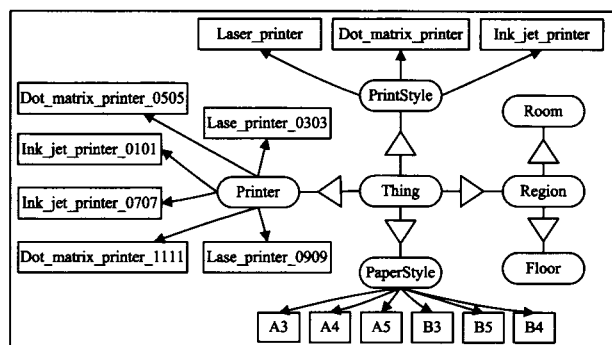 Laser_printer
Dot_matrix_printer
Ink_jet_printer
Dot_matrix_printer_0505
PrintStyle
Lase_printer_0303
Room
Ink_jet_printer_0101
Printer
Thing
Region
Ink_jet_printer_0707
Dot_matrix_printer_1111
Lase_printer_0909
PaperStyle
Floor
A3
A4
A5
B3
B5
B4